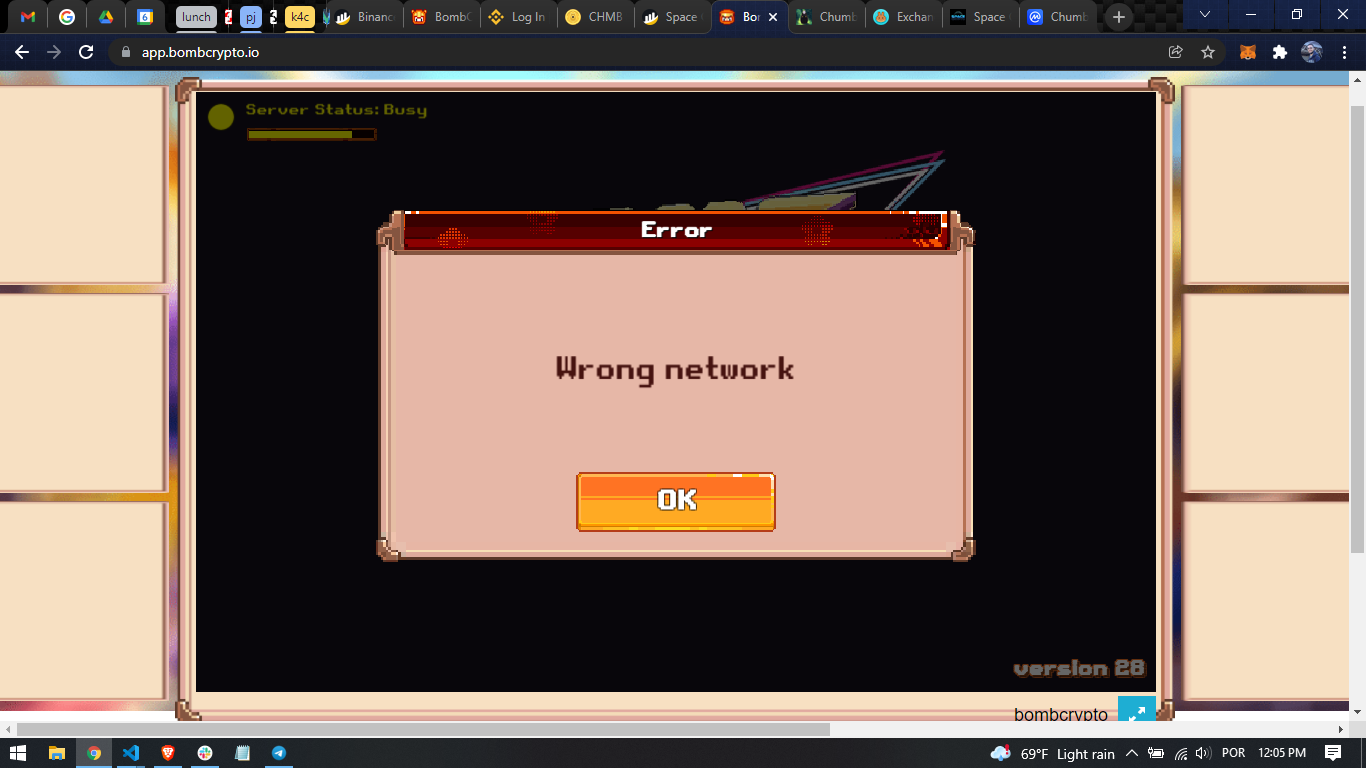 lunch
pj
k4c
Binanc
BombC
Log In
CHMB
Space
Bor
Chumb
Exchan
Space
Chumb
app.bombcrypto.io
Server Status: Busy
Error
Wrong network
OK
version 28
bombcrypto
69°F Light rain
POR
12:05 PM